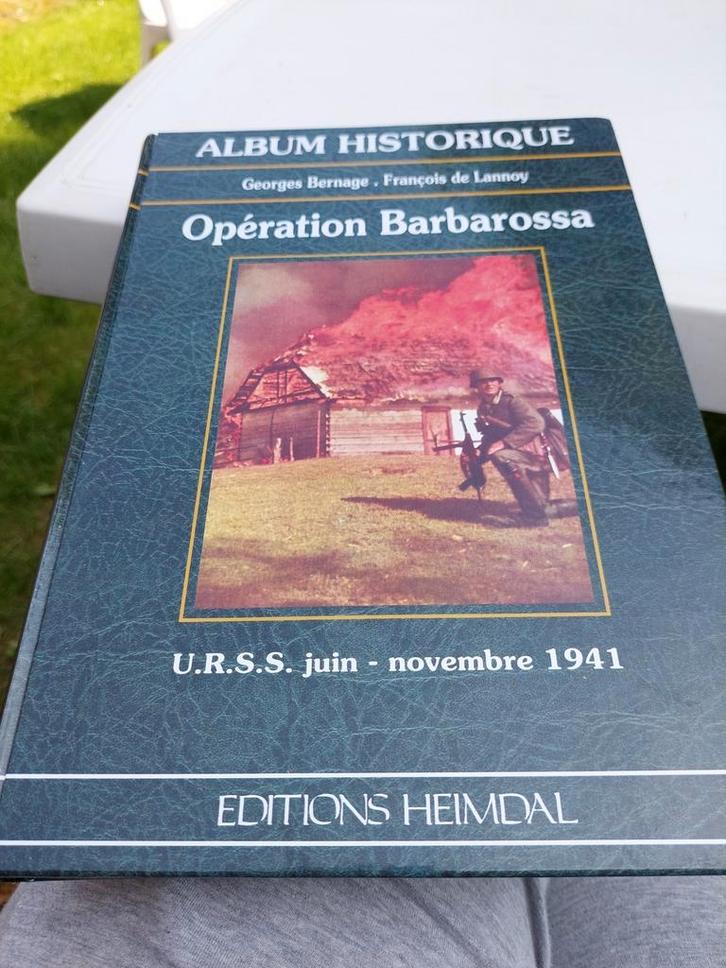 ALBUM HISTORIQUE
Georges Bernage . François de Lannoy
Opération Barbarossa
U.R.S.S. juin - novembre 1941
EDITIONS HEIMDAL